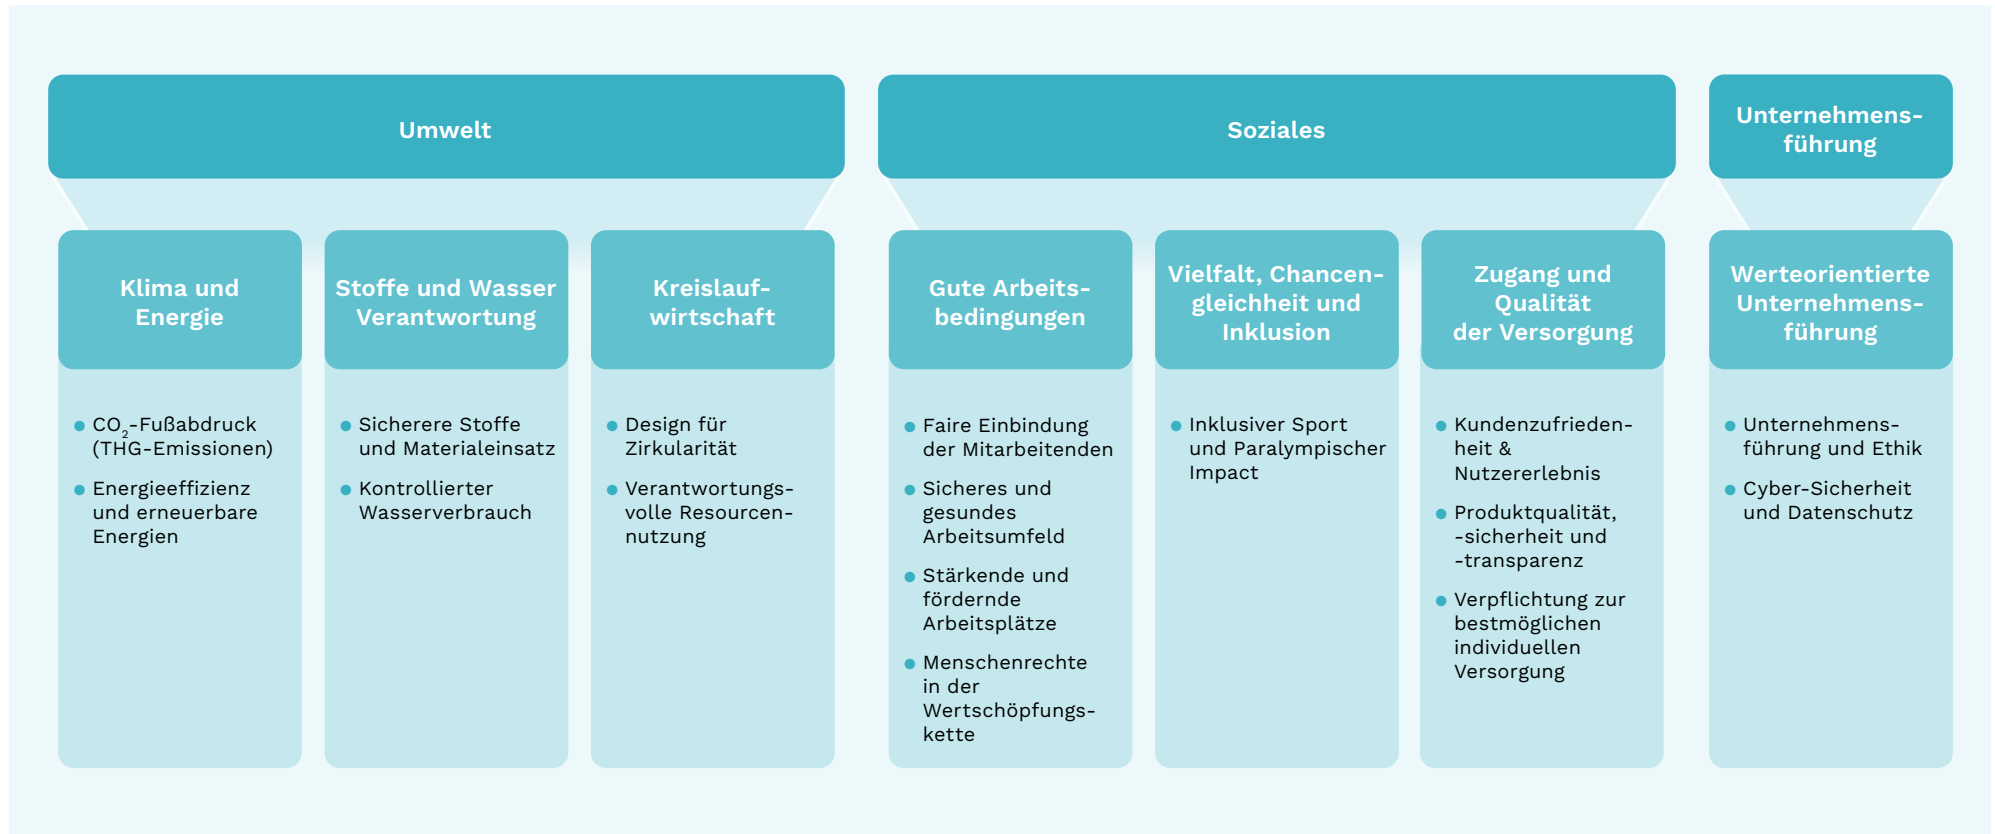 Umwelt
Klima und
Energie
CO₂-Fußabdruck
(THG-Emissionen)
Energieeffizienz
und erneuerbare
Energien
Stoffe und Wasser
Verantwortung
Sicherere Stoffe
und Materialeinsatz
Kontrollierter
Wasserverbrauch
Kreislauf-
wirtschaft
Design für
Zirkularität
Verantwortungs-
volle Resourcen-
nutzung
Soziales
Gute Arbeits-
bedingungen
Faire Einbindung
der Mitarbeitenden
Sicheres und
gesundes
Arbeitsumfeld
Stärkende und
fördernde
Arbeitsplätze
Menschenrechte
in der
Wertschöpfungs-
kette
Vielfalt, Chancen-
gleichheit und
Inklusion
Inklusiver Sport
und Paralympischer
Impact
Zugang und
Qualität
der Versorgung
Kundenzufrieden-
heit &
Nutzererlebnis
Produktqualität,
-sicherheit und
-transparenz
Verpflichtung zur
bestmöglichen
individuellen
Versorgung
Unternehmens-
führung
Werteorientierte
Unternehmens-
führung
Unternehmens-
führung und Ethik
Cyber-Sicherheit
und Datenschutz